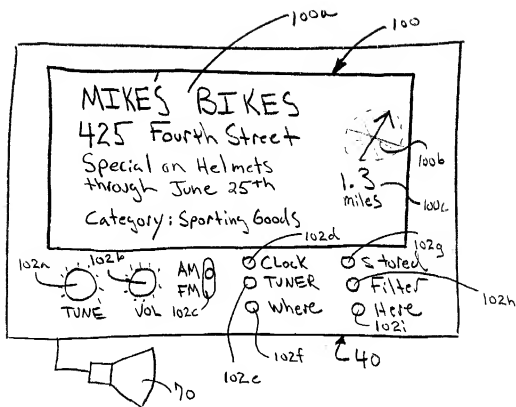 100a
100
MIKE'S BIKES
425 Fourth Street
Special on Helmets
through June 25th
Category: Sporting Goods
100b
1.3
miles
100c
102a
102b
AM
FM
102c
TUNE
VOL
102d
CLOCK
TUNER
Where
102e
102f
102g
Stored
Filter
Here
102h
102i
40
70